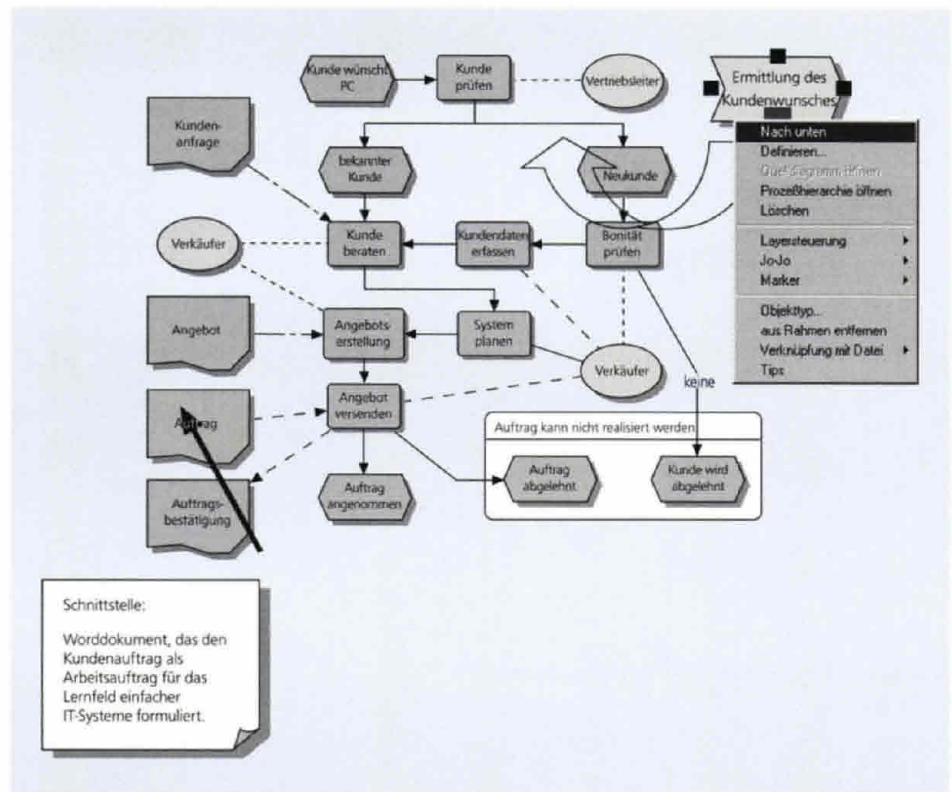 Kunde wünscht
PC
Kunde
prüfen
Vertriebsleiter
Ermittlung des
Kundenwunsches
Kunden-
anfrage
bekannter
Kunde
Neukunde
Nach unten
Definieren...
öffnen
Prozeßhierarchie öffnen
Löschen
Layersteuerung
Jo-Jo
Marker
Objekttyp...
aus Rahmen entfernen
Verknüpfung mit Datei
Tips
Verkäufer
Kunde
beraten
Kundendaten
erfassen
Bonität
prüfen
Angebot
Angebots-
erstellung
System
planen
Verkäufer
keine
Auftrag
Angebot
versenden
Auftrag kann nicht realisiert werden
Auftrags-
bestätigung
Auftrag
angenommen
Auftrag
abgelehnt
Kunde wird
abgelehnt
Schnittstelle:
Worddokument, das den
Kundenauftrag als
Arbeitsauftrag für das
Lernfeld einfacher
IT-Systeme formuliert.